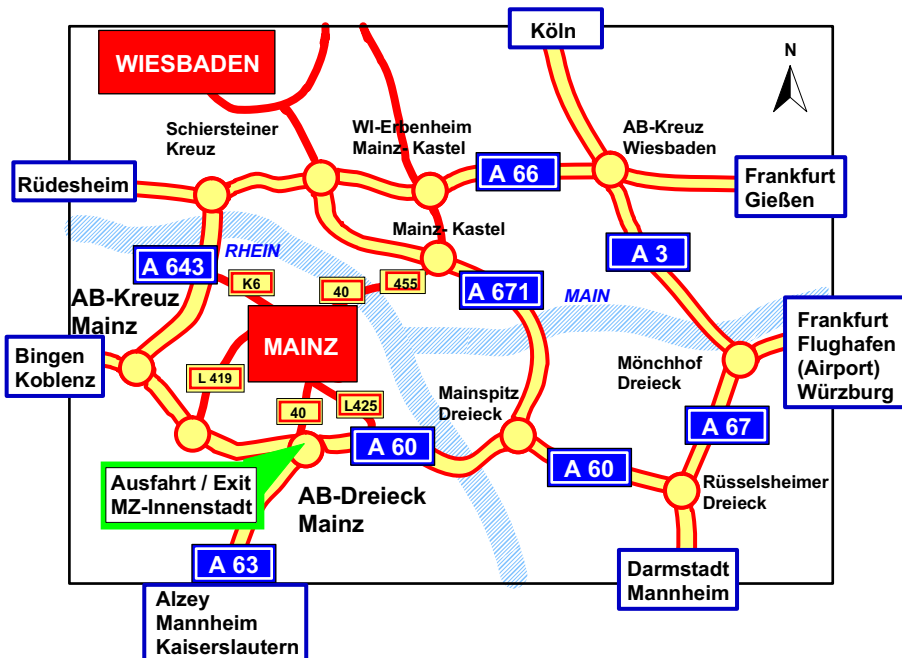 Köln
WIESBADEN
N
Schiersteiner
Kreuz
WI-Erbenheim
Mainz- Kastel
AB-Kreuz
Wiesbaden
Rüdesheim
A 66
Frankfurt
Gießen
RHEIN
Mainz- Kastel
A 3
A 643
K6
40
455
A 671
MAIN
AB-Kreuz
Mainz
MAINZ
Frankfurt
Flughafen
(Airport)
Würzburg
Bingen
Koblenz
L 419
40
L425
Mainspitz
Dreieck
Mönchhof
Dreieck
A 60
A 67
A 60
Ausfahrt / Exit
MZ-Innenstadt
AB-Dreieck
Mainz
Rüsselsheimer
Dreieck
A 63
Darmstadt
Mannheim
Alzey
Mannheim
Kaiserslautern